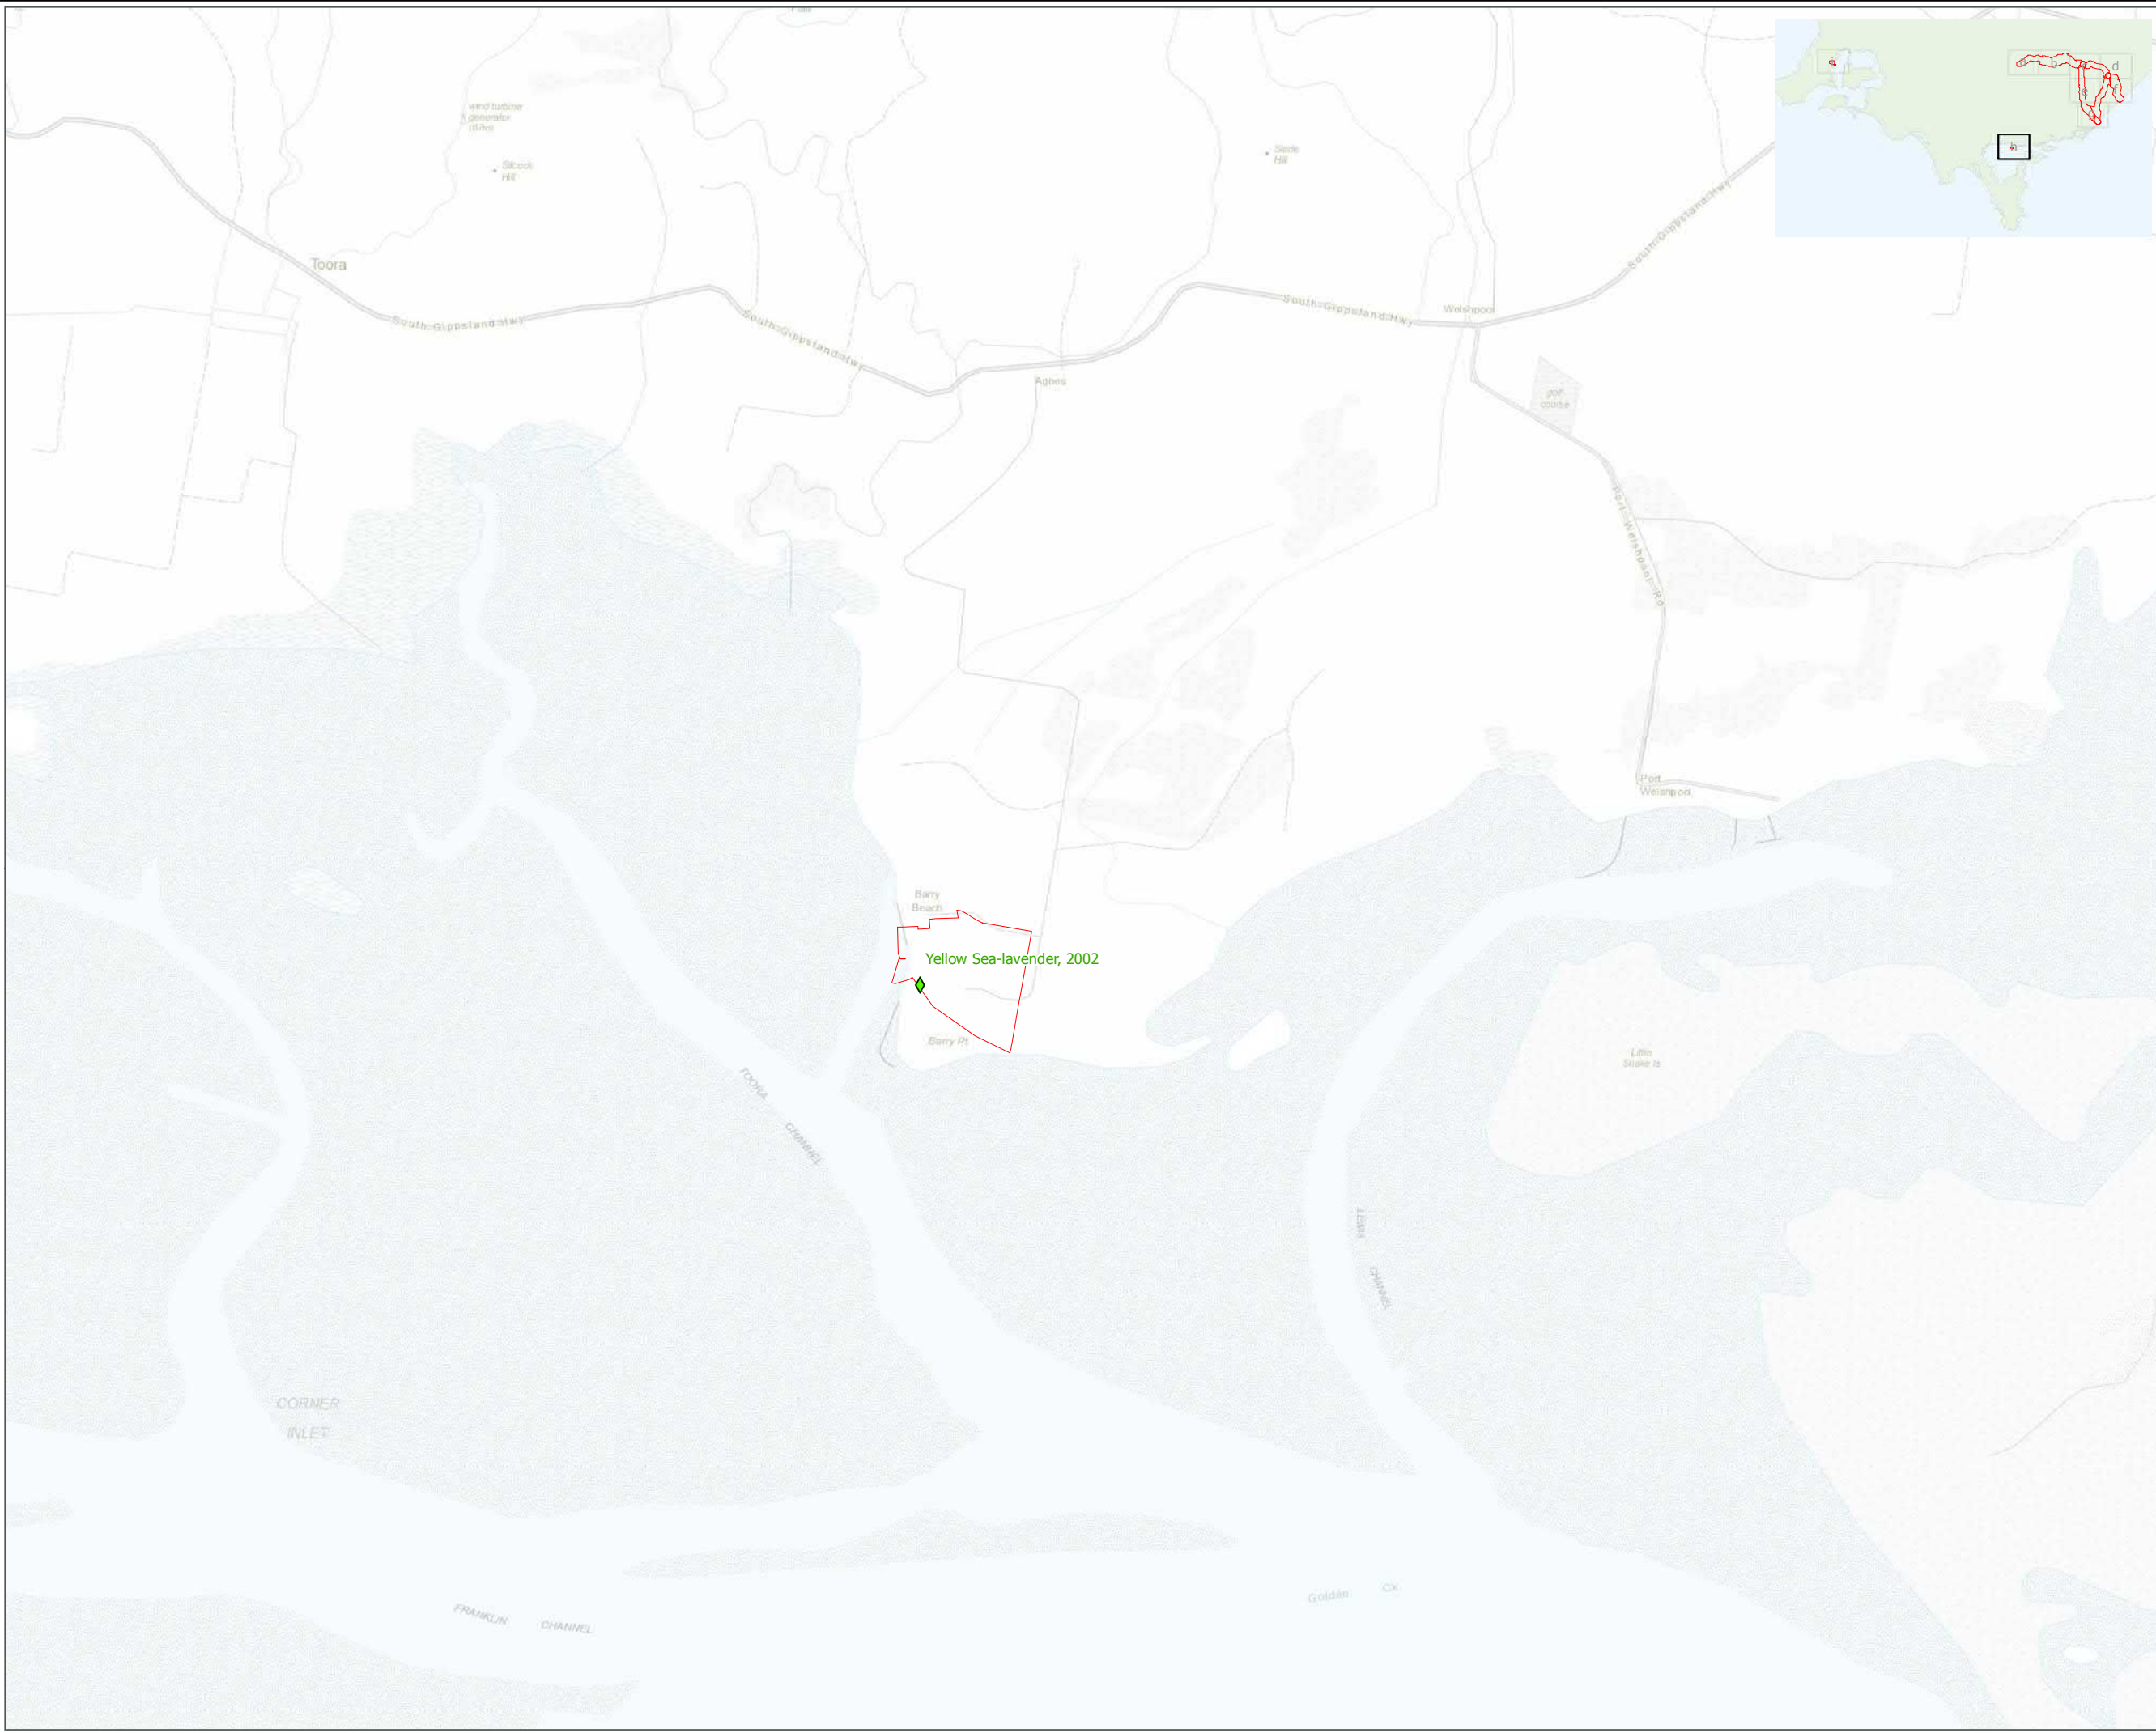 wind turbine
generator
(67m)
Silcock
Hill
Slade
Hill
d
b
d
e
f
h
South Gippsland Hwy
Toora
South Gippsland Hwy
South Gippsland Hwy
South Gippsland Hwy
Welshpool
Agnes
golf
course
Port Welshpool Rd
Port
Welshpool
Barry
Beach
Yellow Sea-lavender, 2002
Barry Pt
Little
Snake Is
TOORA
CHANNEL
LEWIS
CHANNEL
CORNER
INLET
Golden Ck
FRANKLIN CHANNEL